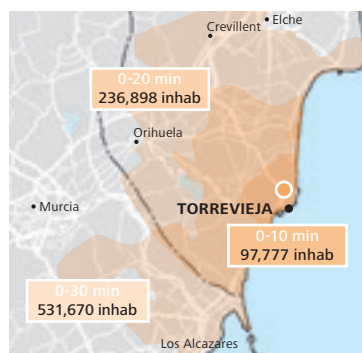 Elche
Crevillent
0-20 min
236,898 inhab
Orihuela
Murcia
TORREVIEJA
0-10 min
97,777 inhab
0-30 min
531,670 inhab
Los Alcazares